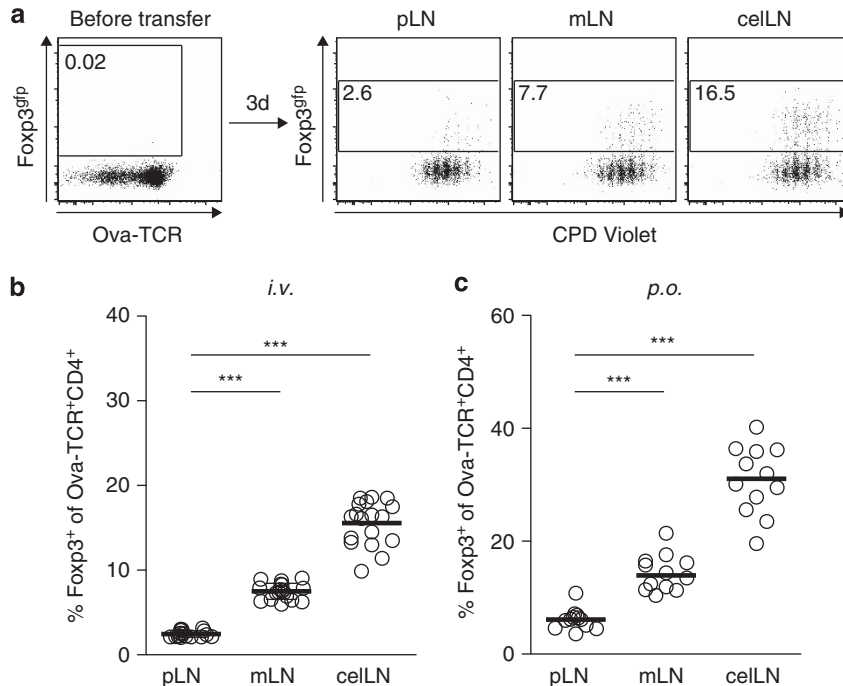 a
Before transfer
pLN
mLN
celLN
0.02
2.6
7.7
16.5
3d
Foxp3gfp
Foxp3gfp
Ova-TCR
CPD Violet
b
i.v.
% Foxp3+ of Ova-TCR+CD4+
40
30
20
10
0
***
***
pLN
mLN
celLN
c
p.o.
% Foxp3+ of Ova-TCR+CD4+
60
40
20
0
***
***
pLN
mLN
celLN